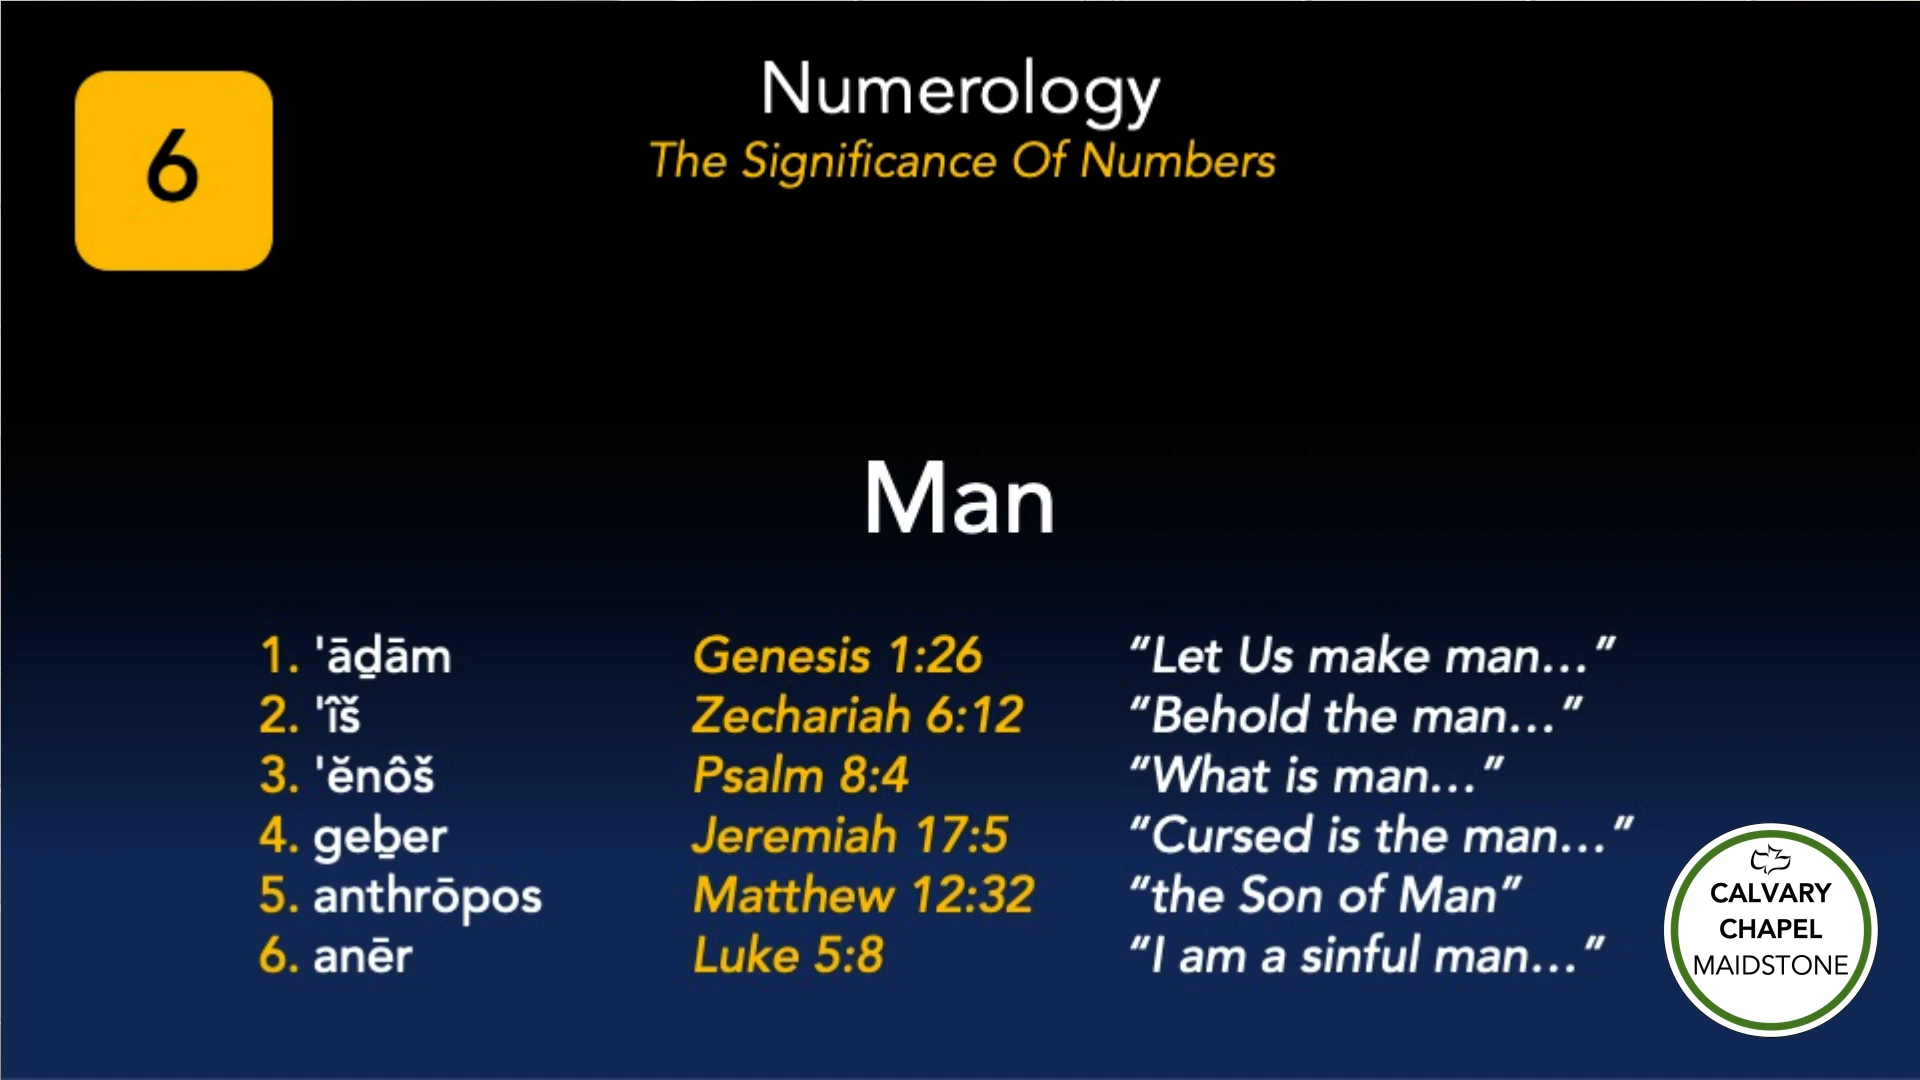 6
Numerology
The Significance Of Numbers
Man
1. 'āḏām Genesis 1:26 “Let Us make man…”
2. 'îš Zechariah 6:12 “Behold the man…”
3. 'ĕnôš Psalm 8:4 “What is man…”
4. geḇer Jeremiah 17:5 “Cursed is the man…”
5. anthrōpos Matthew 12:32 “the Son of Man”
6. anēr Luke 5:8 “I am a sinful man…”
CALVARY
CHAPEL
MAIDSTONE